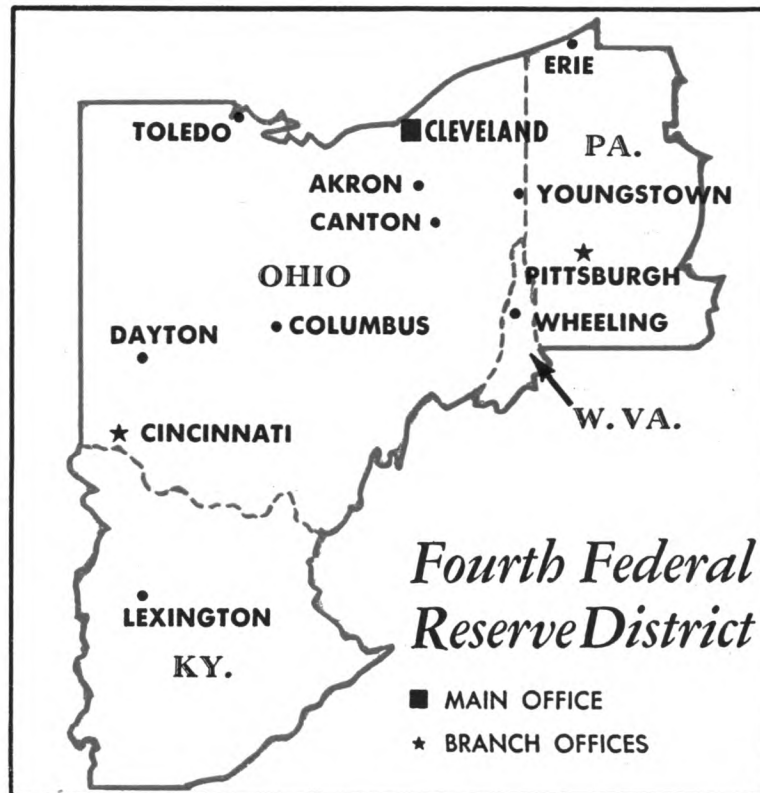 ERIE
TOLEDO
CLEVELAND
PA.
AKRON
YOUNGSTOWN
CANTON
OHIO
PITTSBURGH
COLUMBUS
WHEELING
DAYTON
W. VA.
CINCINNATI
Fourth Federal
Reserve District
LEXINGTON
KY.
MAIN OFFICE
BRANCH OFFICES